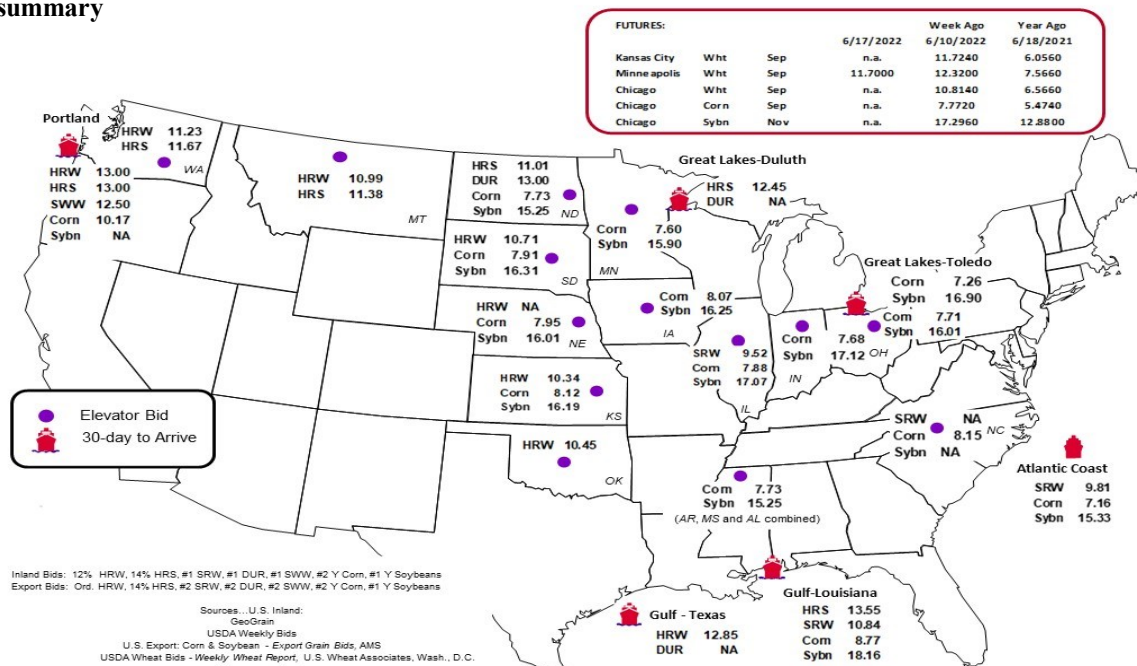 summary
FUTURES: Week Ago Year Ago
6/17/2022 6/10/2022 6/18/2021
Kansas City Wht Sep n.a. 11.7240 6.0560
Minneapolis Wht Sep 11.7000 12.3200 7.5660
Chicago Wht Sep n.a. 10.8140 6.5660
Chicago Corn Sep n.a. 7.7720 5.4740
Chicago Sybn Nov n.a. 17.2960 12.8800
Portland
HRW 11.23
HRS 11.67
WA
HRW 13.00
HRS 13.00
SWW 12.50
Corn 10.17
Sybn NA
HRW 10.99
HRS 11.38
MT
HRS 11.01
DUR 13.00
Corn 7.73
Sybn 15.25
ND
HRW 10.71
Corn 7.91
Sybn 16.31
SD
HRW NA
Corn 7.95
Sybn 16.01
NE
HRW 10.34
Corn 8.12
Sybn 16.19
KS
HRW 10.45
OK
Great Lakes-Duluth
HRS 12.45
DUR NA
Corn 7.60
Sybn 15.90
MN
Corn 8.07
Sybn 16.25
IA
SRW 9.52
Corn 7.88
Sybn 17.07
IL
Great Lakes-Toledo
Corn 7.26
Sybn 16.90
Corn 7.71
Sybn 16.01
OH
Corn 7.68
Sybn 17.12
IN
SRW NA
Corn 8.15
Sybn NA
NC
Atlantic Coast
SRW 9.81
Corn 7.16
Sybn 15.33
Corn 7.73
Sybn 15.25
(AR, MS and AL combined)
Gulf-Louisiana
HRS 13.55
SRW 10.84
Corn 8.77
Sybn 18.16
Gulf - Texas
HRW 12.85
DUR NA
Elevator Bid
30-day to Arrive
Inland Bids: 12% HRW, 14% HRS, #1 SRW, #1 DUR, #1 SWW, #2 Y Corn, #1 Y Soybeans
Export Bids: Ord. HRW, 14% HRS, #2 SRW, #2 DUR, #2 SWW, #2 Y Corn, #1 Y Soybeans
Sources...U.S. Inland:
GeoGrain
USDA Weekly Bids
U.S. Export: Corn & Soybean - Export Grain Bids, AMS
USDA Wheat Bids - Weekly Wheat Report, U.S. Wheat Associates, Wash., D.C.